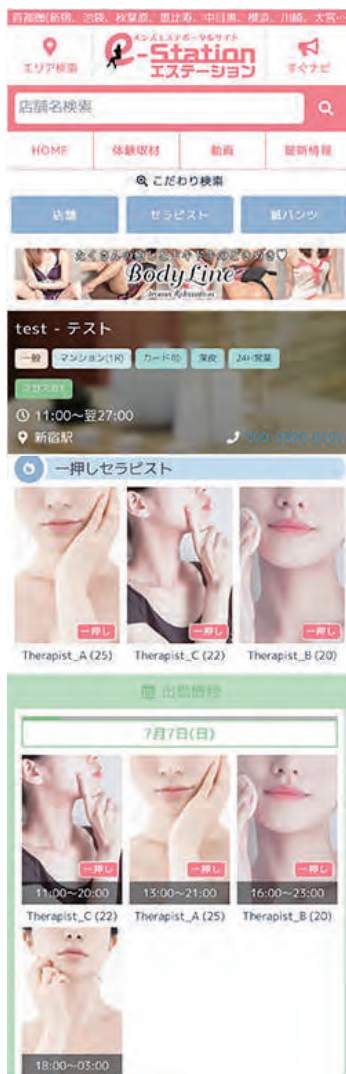 首都圏(新宿、渋谷、秋葉原、恵比寿、中目黒、横浜、川崎、大宮…
エリア検索
メンズエステポータルサイト
e-Station
エステーション
すぐナビ
店舗名検索
HOME
体験取材
動画
最新情報
こだわり検索
店舗
セラピスト
紙パンツ
Body Line
test - テスト
一般
マンション(1R)
カード可
深夜
24H営業
11:00〜翌27:00
新宿駅
000-0000-0000
一押しセラピスト
一押し
一押し
一押し
Therapist_A (25)
Therapist_C (22)
Therapist_B (20)
出勤情報
7月7日(日)
一押し
一押し
一押し
11:00〜20:00
13:00〜21:00
16:00〜23:00
Therapist_C (22)
Therapist_A (25)
Therapist_B (20)
18:00〜03:00